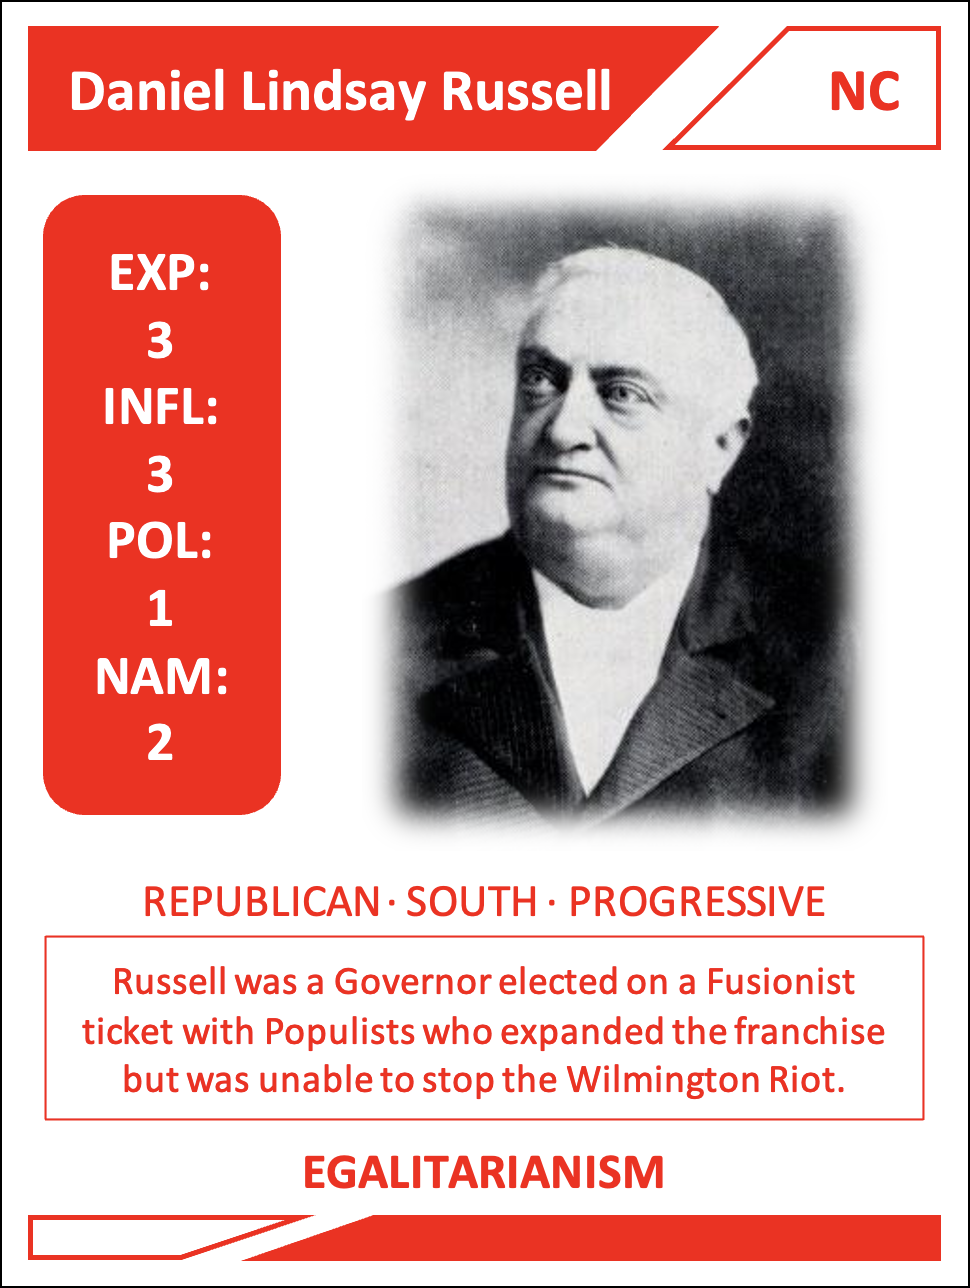 Daniel Lindsay Russell
NC
EXP:
3
INFL:
3
POL:
1
NAM:
2
REPUBLICAN · SOUTH · PROGRESSIVE
Russell was a Governor elected on a Fusionist
ticket with Populists who expanded the franchise
but was unable to stop the Wilmington Riot.
EGALITARIANISM